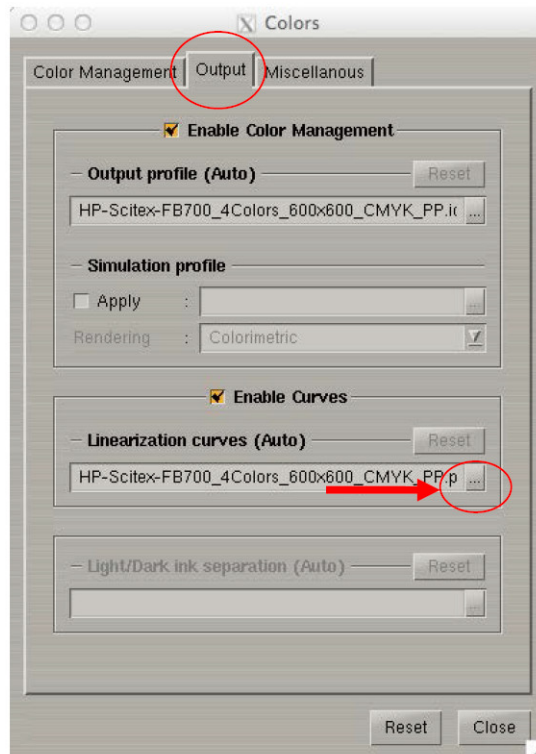 Colors
Color Management Output Miscellanous
Enable Color Management
Output profile (Auto) Reset
HP-Scitex-FB700_4Colors_600x600_CMYK_PP.ic ...
Simulation profile
Apply : ...
Rendering : Colorimetric
Enable Curves
Linearization curves (Auto) Reset
HP-Scitex-FB700_4Colors_600x600_CMYK_PP.p ...
Light/Dark ink separation (Auto) Reset
...
Reset Close